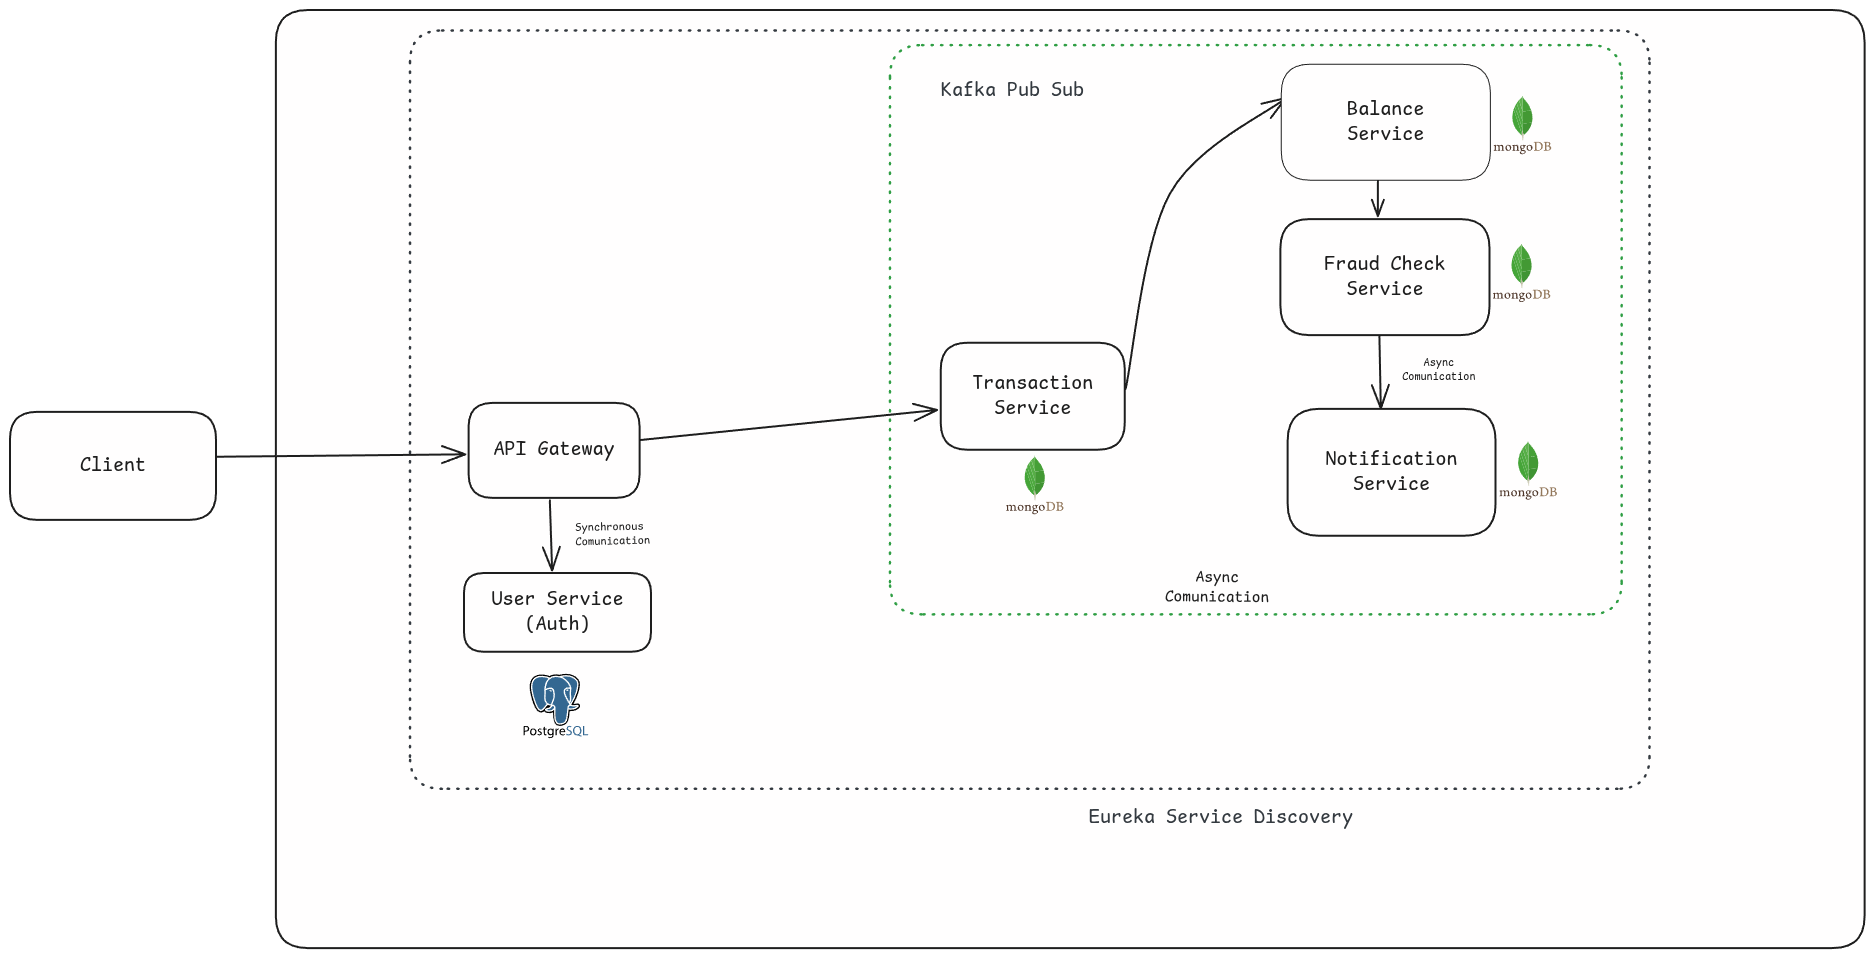 Kafka Pub Sub
Balance
Service
mongoDB
Fraud Check
Service
mongoDB
Async
Comunication
Transaction
Service
mongoDB
Notification
Service
mongoDB
Async
Comunication
Client
API Gateway
Synchronous
Comunication
User Service
(Auth)
PostgreSQL
Eureka Service Discovery